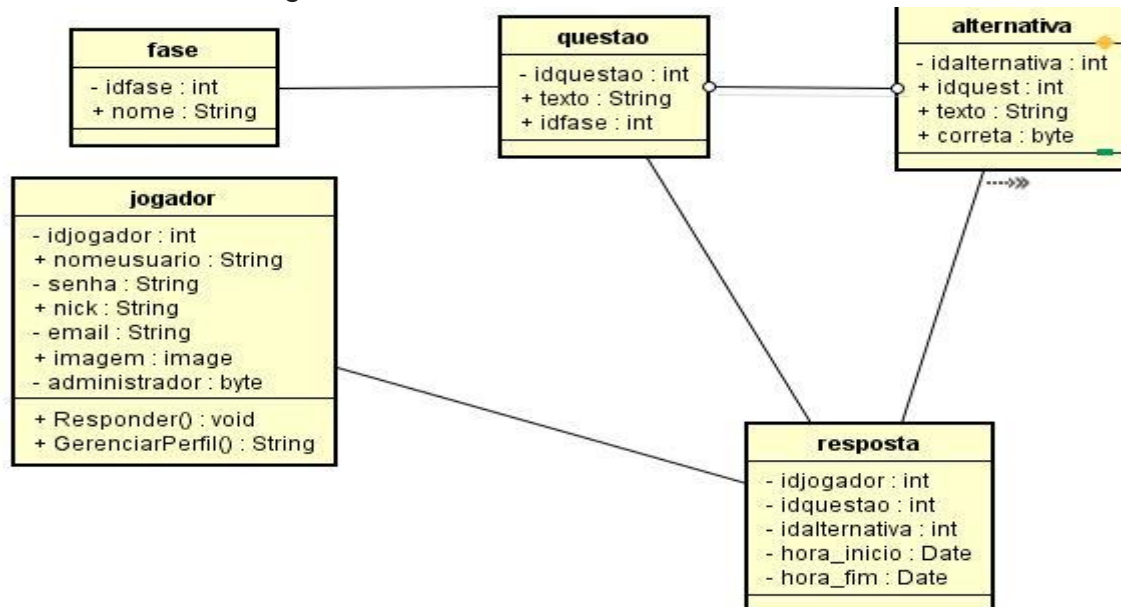 fase
- idfase : int
+ nome : String
questao
- idquestao : int
+ texto : String
+ idfase : int
alternativa
- idalternativa : int
+ idquest : int
+ texto : String
+ correta : byte
jogador
- idjogador : int
+ nomeusuario : String
- senha : String
+ nick : String
- email : String
+ imagem : image
- administrador : byte
+ Responder() : void
+ GerenciarPerfil() : String
resposta
- idjogador : int
- idquestao : int
- idalternativa : int
- hora_inicio : Date
- hora_fim : Date